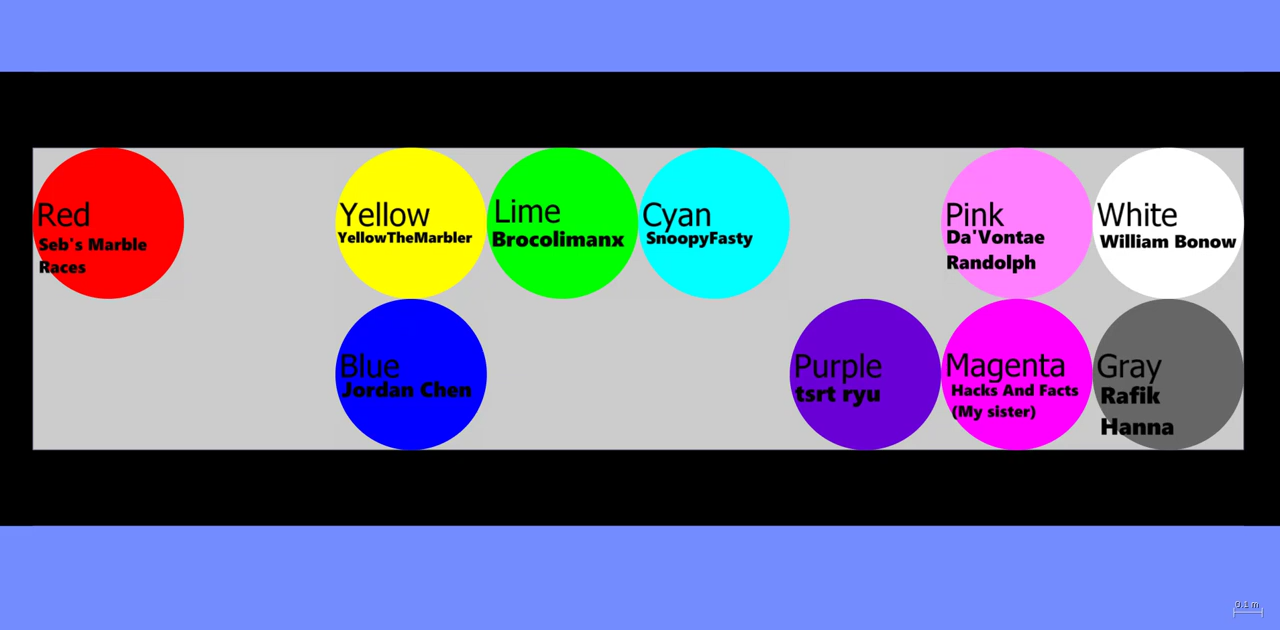 Red
Seb's Marble
Races
Yellow
YellowTheMarbler
Lime
Brocolimanx
Cyan
SnoopyFasty
Pink
Da'Vontae
Randolph
White
William Bonow
Blue
Jordan Chen
Purple
tsrt ryu
Magenta
Hacks And Facts
(My sister)
Gray
Rafik
Hanna
0.1 m